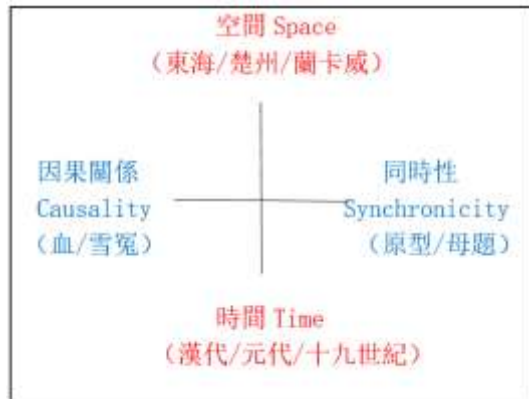 空間 Space
（東海/楚州/蘭卡威）
因果關係
Causality
（血/雪冤）
同時性
Synchronicity
（原型/母題）
時間 Time
（漢代/元代/十九世紀）